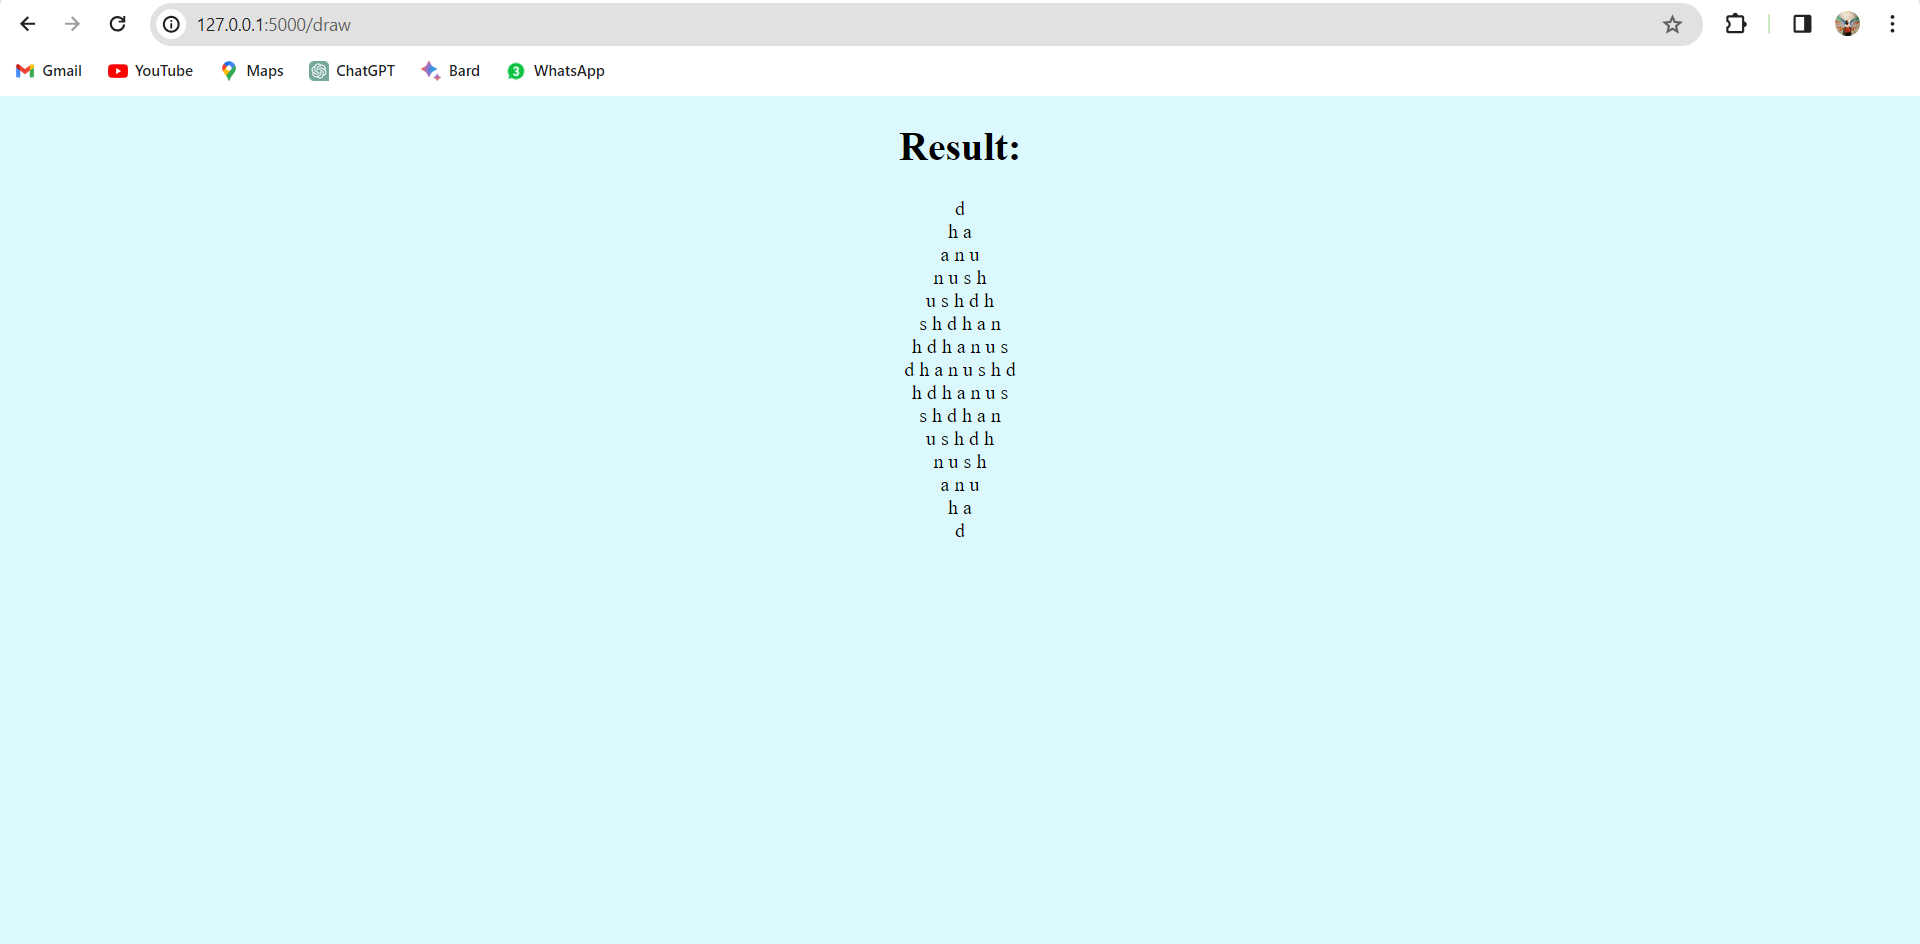 127.0.0.1:5000/draw
Gmail YouTube Maps ChatGPT Bard 3 WhatsApp
Result:
d
h a
a n u
n u s h
u s h d h
s h d h a n
h d h a n u s
d h a n u s h d
h d h a n u s
s h d h a n
u s h d h
n u s h
a n u
h a
d